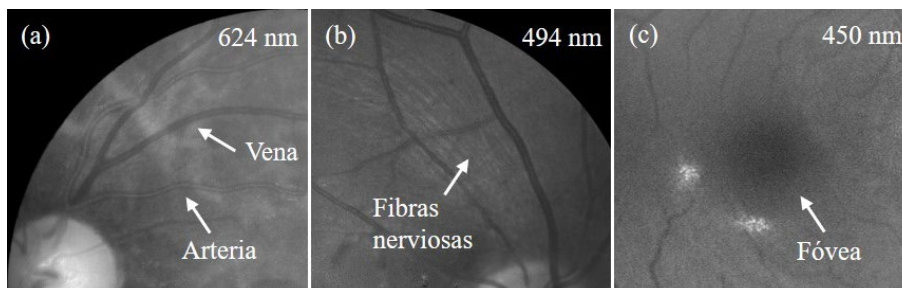 (a)
624 nm
Vena
Arteria
(b)
494 nm
Fibras
nerviosas
(c)
450 nm
Fóvea